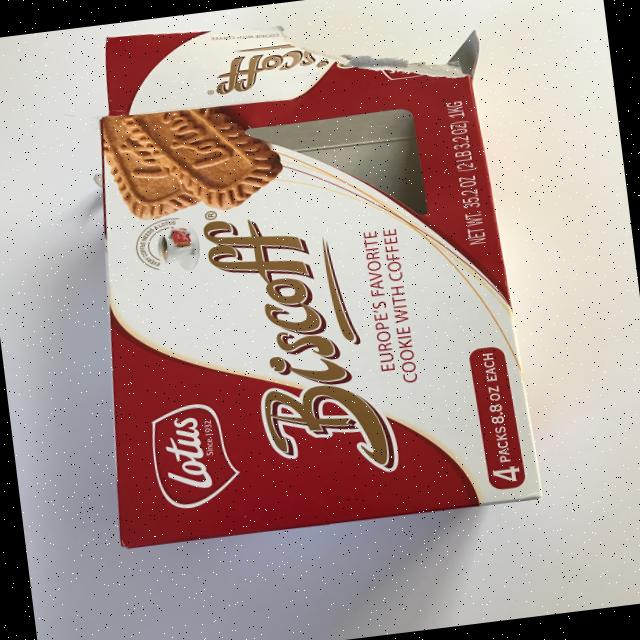 Lotus
Since 1932
Biscoff®
EUROPE'S FAVORITE
COOKIE WITH COFFEE
4 PACKS 8,8 OZ EACH
NET WT. 35.2 OZ (2 LB 3.2 OZ) 1KG
scoff®